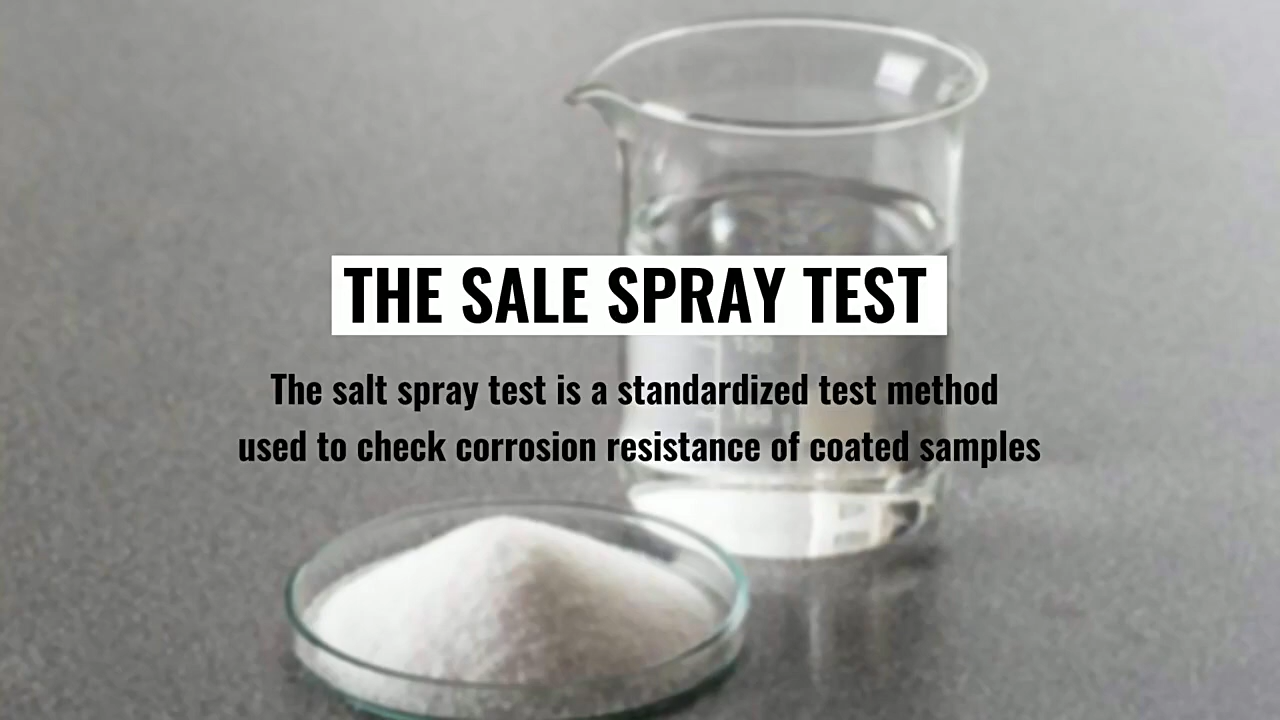 THE SALE SPRAY TEST
The salt spray test is a standardized test method
used to check corrosion resistance of coated samples